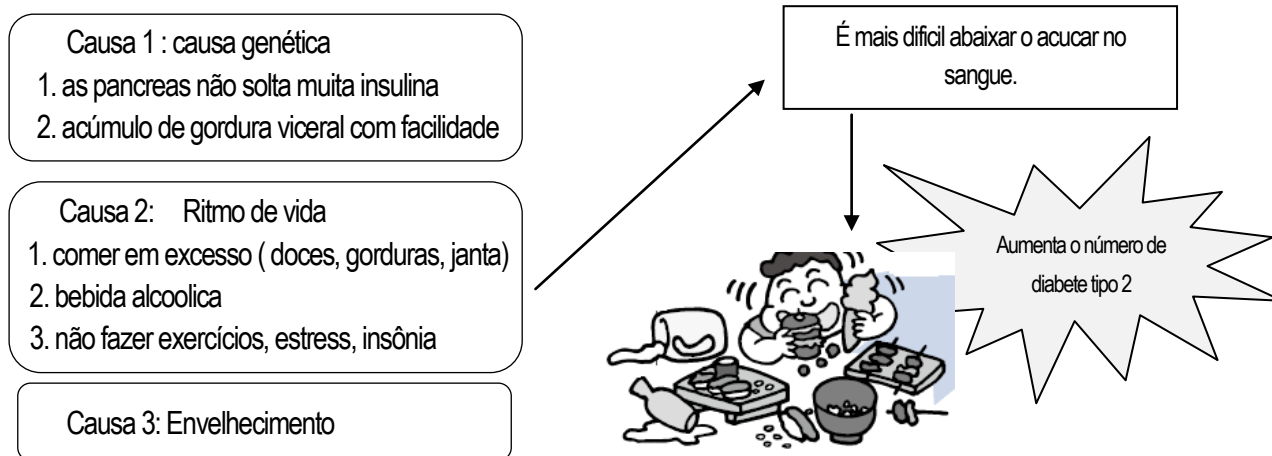 Causa 1 : causa genética
1. as pancreas não solta muita insulina
2. acúmulo de gordura viceral com facilidade
Causa 2: Ritmo de vida
1. comer em excesso ( doces, gorduras, janta)
2. bebida alcoolica
3. não fazer exercícios, estress, insônia
Causa 3: Envelhecimento
É mais dificil abaixar o acucar no
sangue.
Aumenta o número de
diabete tipo 2